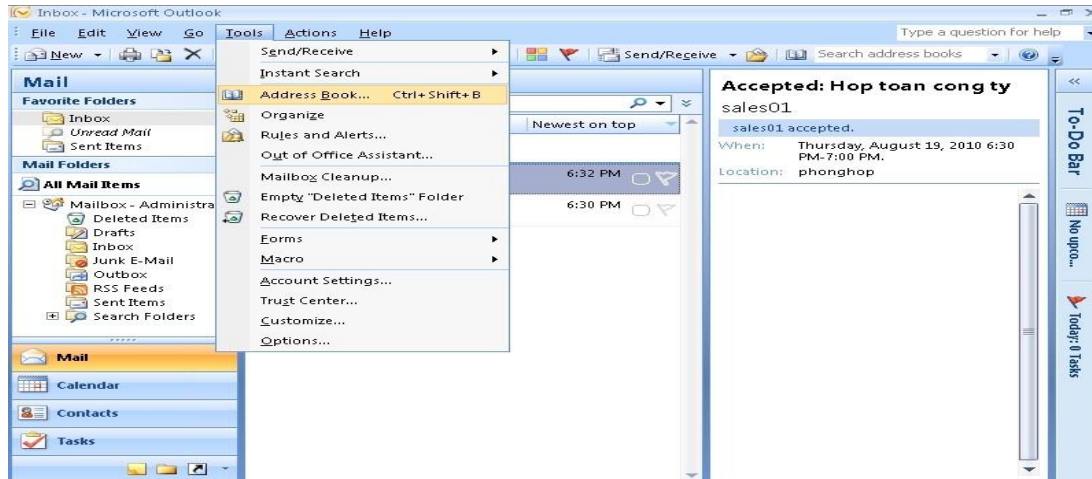 Inbox - Microsoft Outlook
File Edit View Go Tools Actions Help
Type a question for help
New
Send/Receive
Search address books
Mail
Favorite Folders
Inbox
Unread Mail
Sent Items
Mail Folders
All Mail Items
Mailbox - Administra
Deleted Items
Drafts
Inbox
Junk E-Mail
Outbox
RSS Feeds
Sent Items
Search Folders
Mail
Calendar
Contacts
Tasks
Send/Receive
Instant Search
Address Book... Ctrl+Shift+B
Organize
Rules and Alerts...
Out of Office Assistant...
Mailbox Cleanup...
Empty "Deleted Items" Folder
Recover Deleted Items...
Forms
Macro
Account Settings...
Trust Center...
Customize...
Options...
Newest on top
6:32 PM
6:30 PM
Accepted: Hop toan cong ty
sales01
sales01 accepted.
When: Thursday, August 19, 2010 6:30
PM-7:00 PM.
Location: phonghop
To-Do Bar
No upco...
Today: 0 Tasks